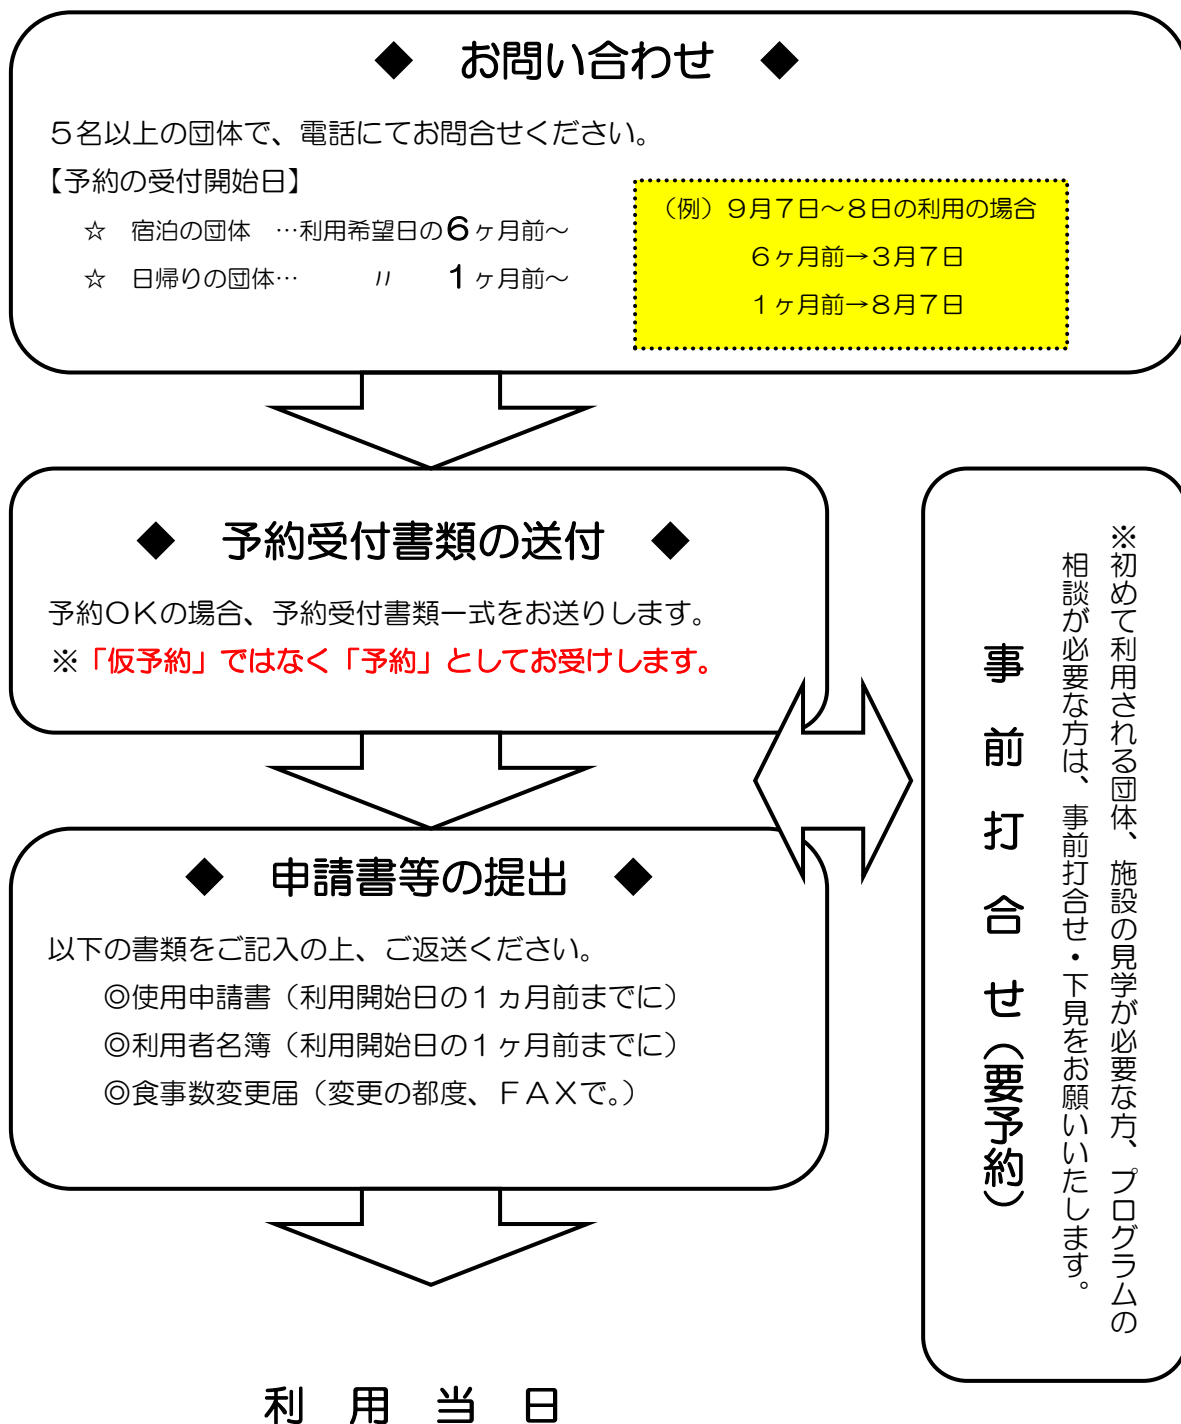 ◆ お問い合わせ ◆
５名以上の団体で、電話にてお問合せください。
【予約の受付開始日】
☆ 宿泊の団体 …利用希望日の６ヶ月前～
☆ 日帰りの団体… 〃 １ヶ月前～
（例）９月７日～８日の利用の場合
６ヶ月前→３月７日
１ヶ月前→８月７日
◆ 予約受付書類の送付 ◆
予約ＯＫの場合、予約受付書類一式をお送りします。
※「仮予約」ではなく「予約」としてお受けします。
◆ 申請書等の提出 ◆
以下の書類をご記入の上、ご返送ください。
◎使用申請書（利用開始日の１ヵ月前までに）
◎利用者名簿（利用開始日の１ヶ月前までに）
◎食事数変更届（変更の都度、ＦＡＸで。）
※初めて利用される団体、施設の見学が必要な方、プログラムの
相談が必要な方は、事前打合せ・下見をお願いいたします。
事前打合せ（要予約）
利用当日